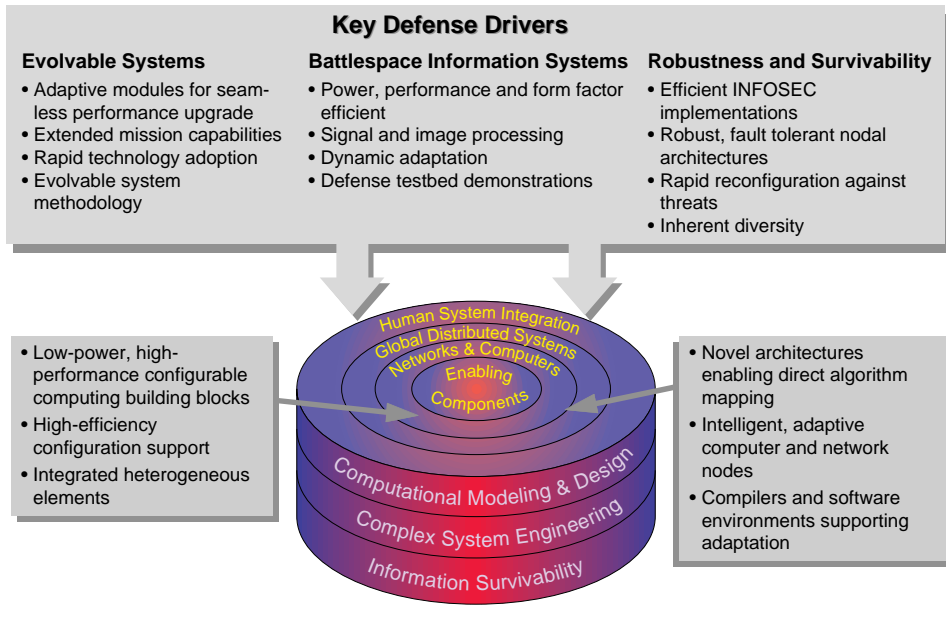 Key Defense Drivers
Evolvable Systems
• Adaptive modules for seam-
less performance upgrade
• Extended mission capabilities
• Rapid technology adoption
• Evolvable system
methodology
Battlespace Information Systems
• Power, performance and form factor
efficient
• Signal and image processing
• Dynamic adaptation
• Defense testbed demonstrations
Robustness and Survivability
• Efficient INFOSEC
implementations
• Robust, fault tolerant nodal
architectures
• Rapid reconfiguration against
threats
• Inherent diversity
Human System Integration
Global Distributed Systems
Networks & Computers
Enabling
Components
Computational Modeling & Design
Complex System Engineering
Information Survivability
• Low-power, high-
performance configurable
computing building blocks
• High-efficiency
configuration support
• Integrated heterogeneous
elements
• Novel architectures
enabling direct algorithm
mapping
• Intelligent, adaptive
computer and network
nodes
• Compilers and software
environments supporting
adaptation